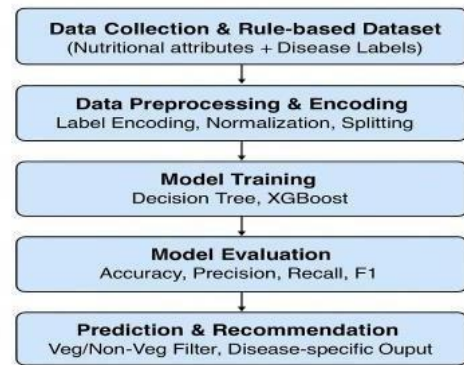 Data Collection & Rule-based Dataset
(Nutritional attributes + Disease Labels)
Data Preprocessing & Encoding
Label Encoding, Normalization, Splitting
Model Training
Decision Tree, XGBoost
Model Evaluation
Accuracy, Precision, Recall, F1
Prediction & Recommendation
Veg/Non-Veg Filter, Disease-specific Ouput